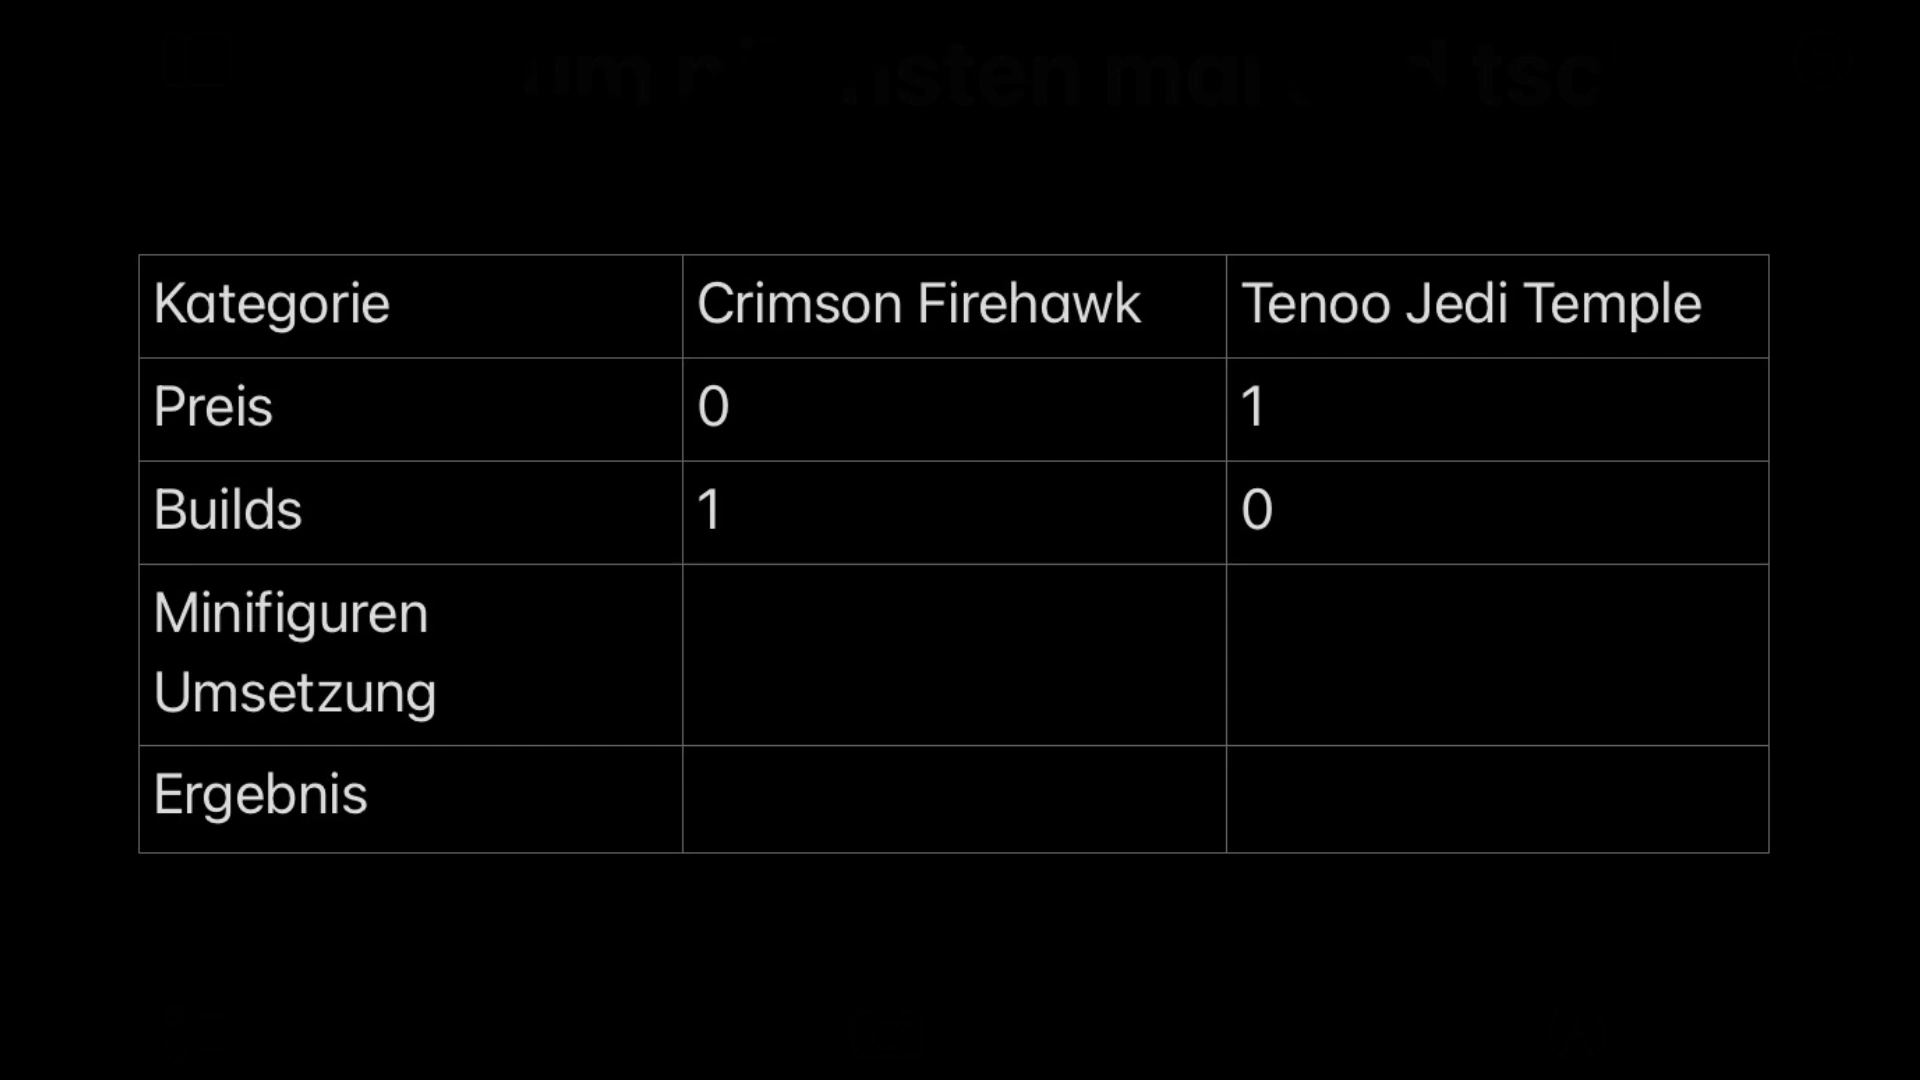 Kategorie Crimson Firehawk Tenoo Jedi Temple
Preis 0 1
Builds 1 0
Minifiguren
Umsetzung
Ergebnis